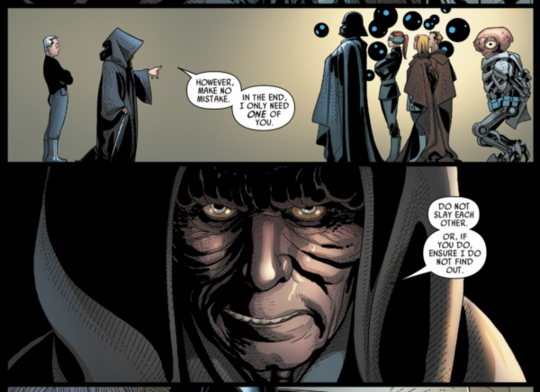 HOWEVER,
MAKE NO
MISTAKE.
IN THE END,
I ONLY NEED
ONE OF
YOU.
DO NOT
SLAY EACH
OTHER.
OR, IF
YOU DO,
ENSURE I DO
NOT FIND
OUT.